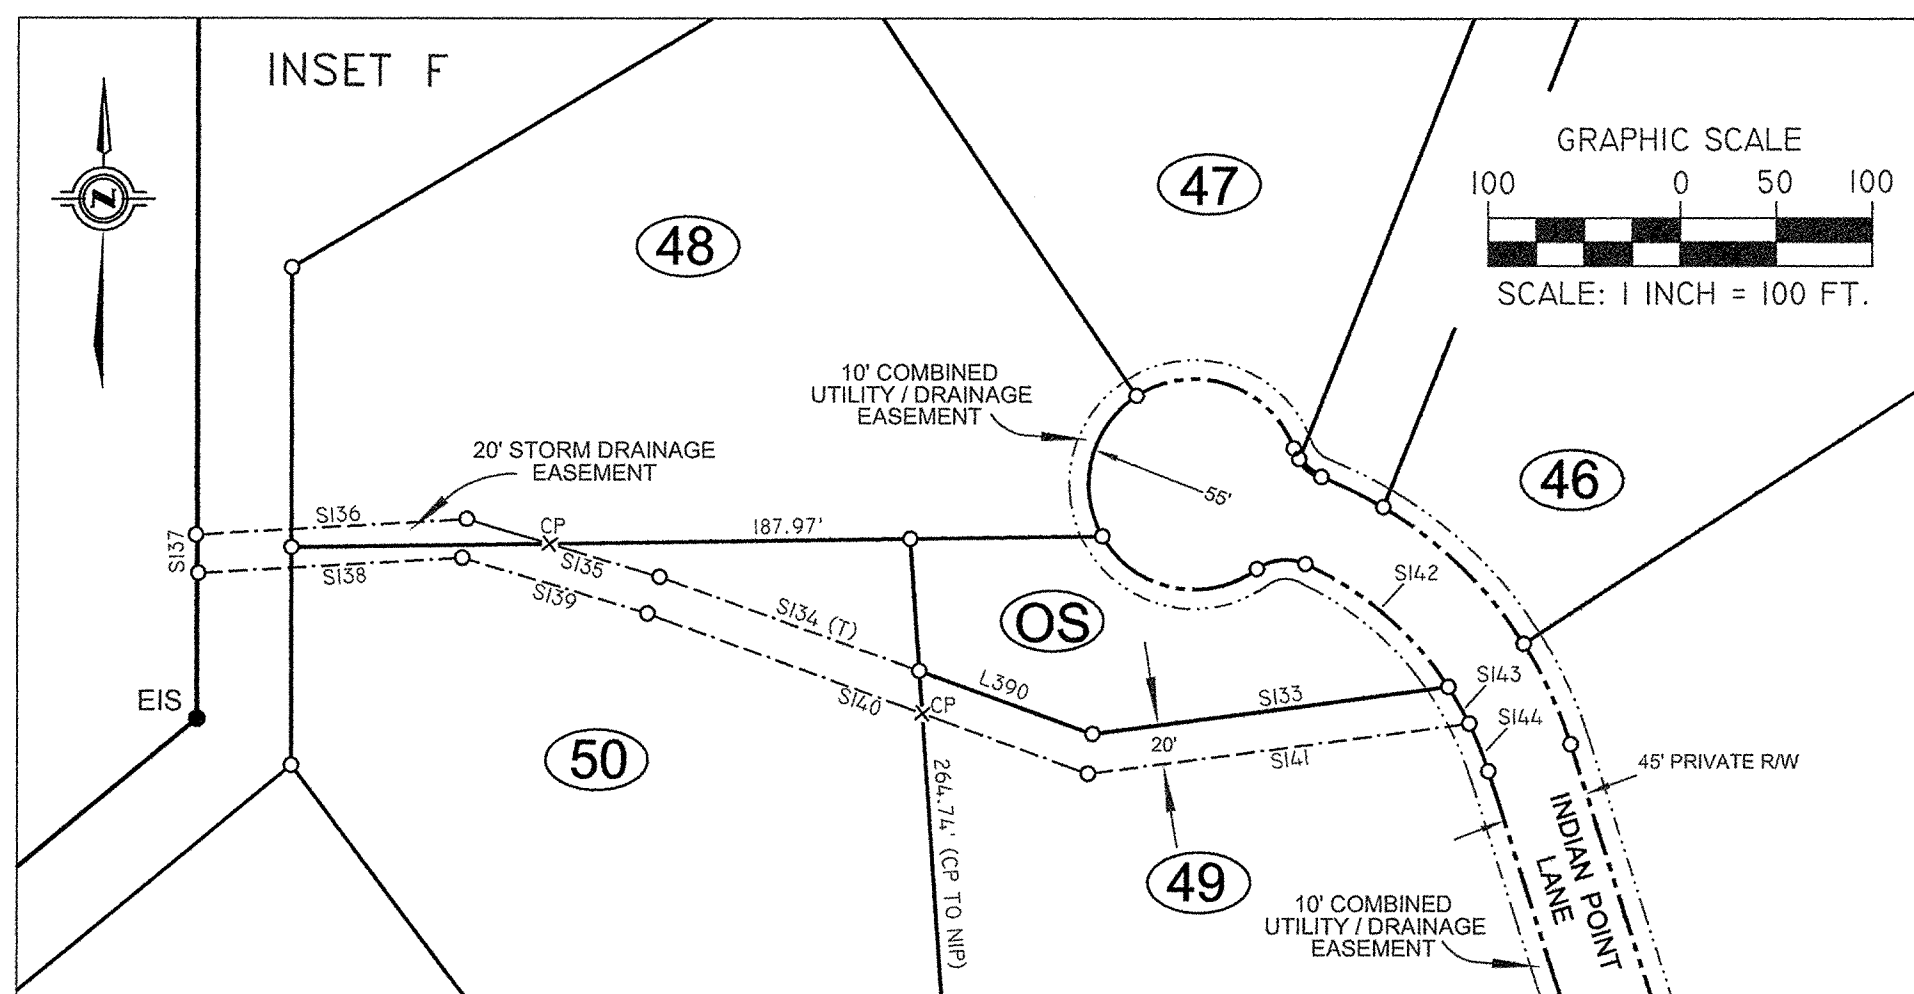 INSET F
N
48
47
GRAPHIC SCALE
100 0 50 100
SCALE: 1 INCH = 100 FT.
10' COMBINED
UTILITY / DRAINAGE
EASEMENT
20' STORM DRAINAGE
EASEMENT
46
55'
S136
CP
187.97'
S137
S135
S138
S139
S134 (T)
S142
OS
EIS
L390
S133
S143
S140
CP
S144
20'
S141
50
45' PRIVATE R/W
264.74' (CP TO NIP)
INDIAN POINT
LANE
49
10' COMBINED
UTILITY / DRAINAGE
EASEMENT